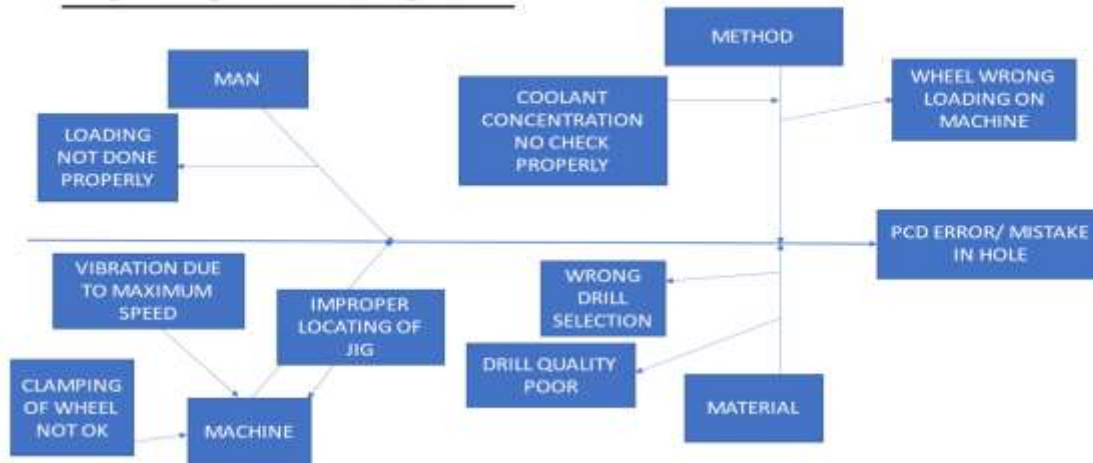 METHOD
MAN
COOLANT
CONCENTRATION
NO CHECK
PROPERLY
WHEEL WRONG
LOADING ON
MACHINE
LOADING
NOT DONE
PROPERLY
PCD ERROR/ MISTAKE
IN HOLE
VIBRATION DUE
TO MAXIMUM
SPEED
IMPROPER
LOCATING OF
JIG
WRONG
DRILL
SELECTION
DRILL QUALITY
POOR
CLAMPING
OF WHEEL
NOT OK
MACHINE
MATERIAL